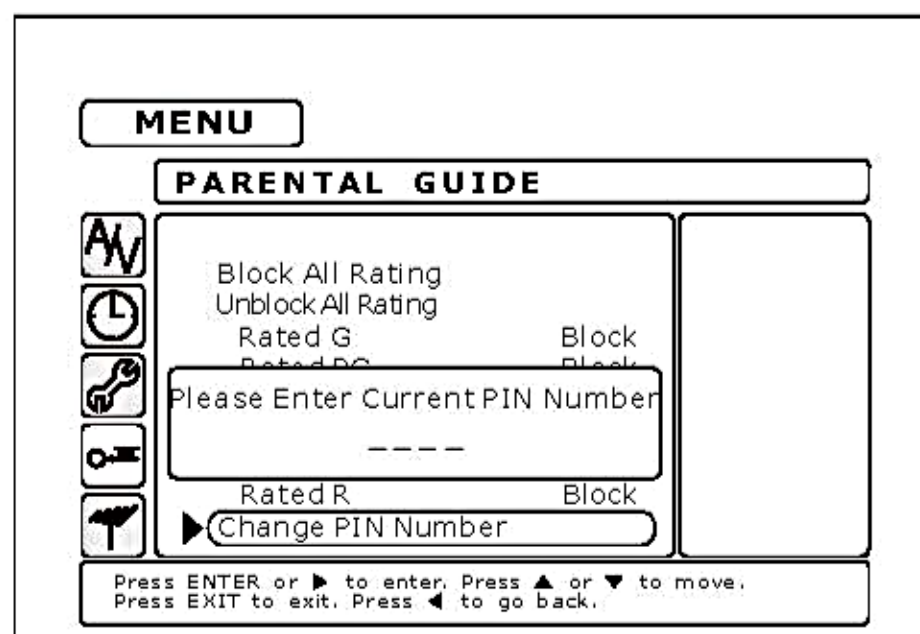 MENU
PARENTAL GUIDE
Block All Rating
Unblock All Rating
Rated G Block
Please Enter Current PIN Number
_ _ _ _
Rated R Block
Change PIN Number
Press ENTER or ▶ to enter. Press ▲ or ▼ to move.
Press EXIT to exit. Press ◀ to go back.